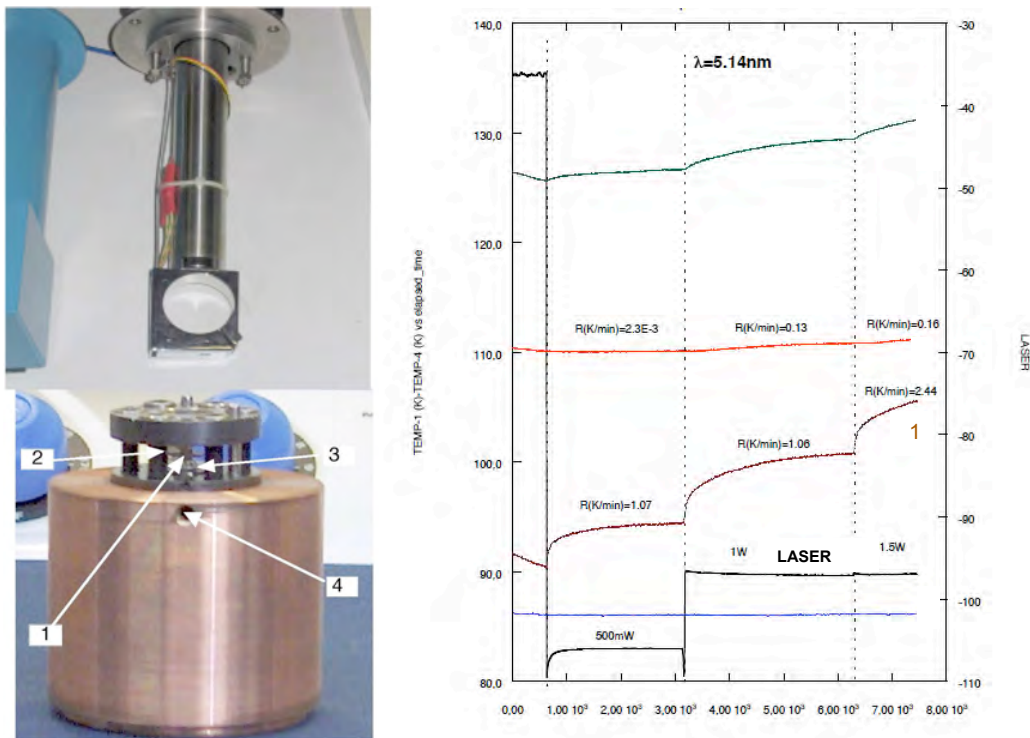 2
3
1
4
λ=5.14nm
140,0
130,0
120,0
110,0
100,0
90,0
80,0
TEMP-1 (K)-TEMP-4 (K) vs elapsed_time
R(K/min)=2.3E-3
R(K/min)=0.13
R(K/min)=0.16
R(K/min)=2.44
1
R(K/min)=1.06
R(K/min)=1.07
1W
LASER
1.5W
500mW
-30
-40
-50
-60
-70
-80
-90
-100
-110
LASER
0,00
1,00 10³
2,00 10³
3,00 10³
4,00 10³
5,00 10³
6,00 10³
7,00 10³
8,00 10³